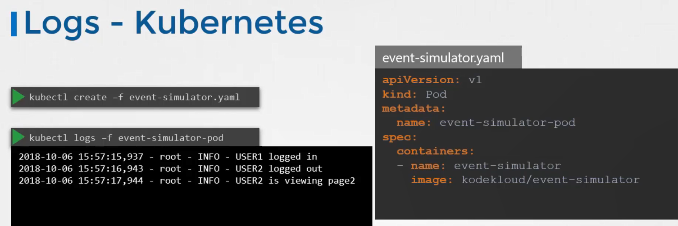 Logs - Kubernetes
kubectl create -f event-simulator.yaml
kubectl logs -f event-simulator-pod
2018-10-06 15:57:15,937 - root - INFO - USER1 logged in
2018-10-06 15:57:16,943 - root - INFO - USER2 logged out
2018-10-06 15:57:17,944 - root - INFO - USER2 is viewing page2
event-simulator.yaml
apiVersion: v1
kind: Pod
metadata:
  name: event-simulator-pod
spec:
  containers:
  - name: event-simulator
    image: kodekloud/event-simulator